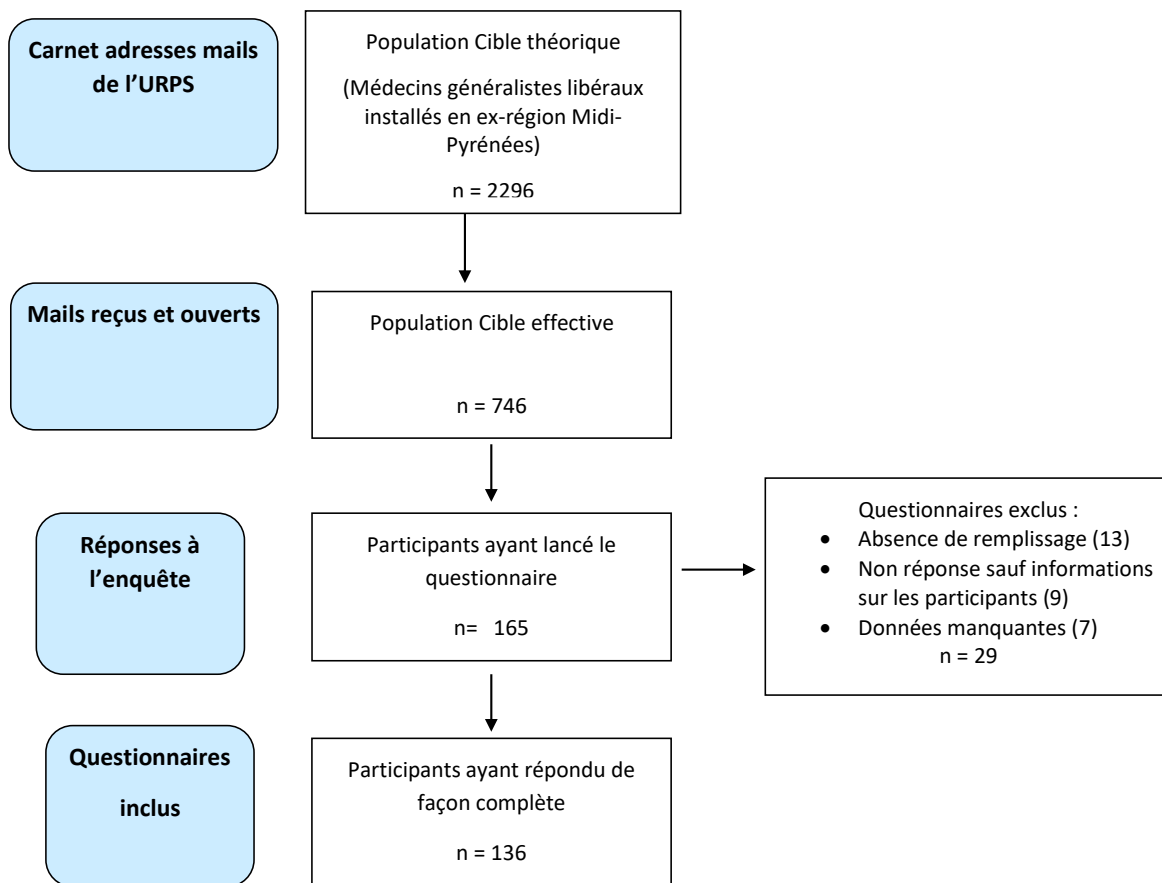 Carnet adresses mails
de l'URPS
Population Cible théorique
(Médecins généralistes libéraux
installés en ex-région Midi-
Pyrénées)
n = 2296
Mails reçus et ouverts
Population Cible effective
n = 746
Réponses à
l'enquête
Participants ayant lancé le
questionnaire
n= 165
Questionnaires exclus :
• Absence de remplissage (13)
• Non réponse sauf informations
sur les participants (9)
• Données manquantes (7)
n = 29
Questionnaires
inclus
Participants ayant répondu de
façon complète
n = 136